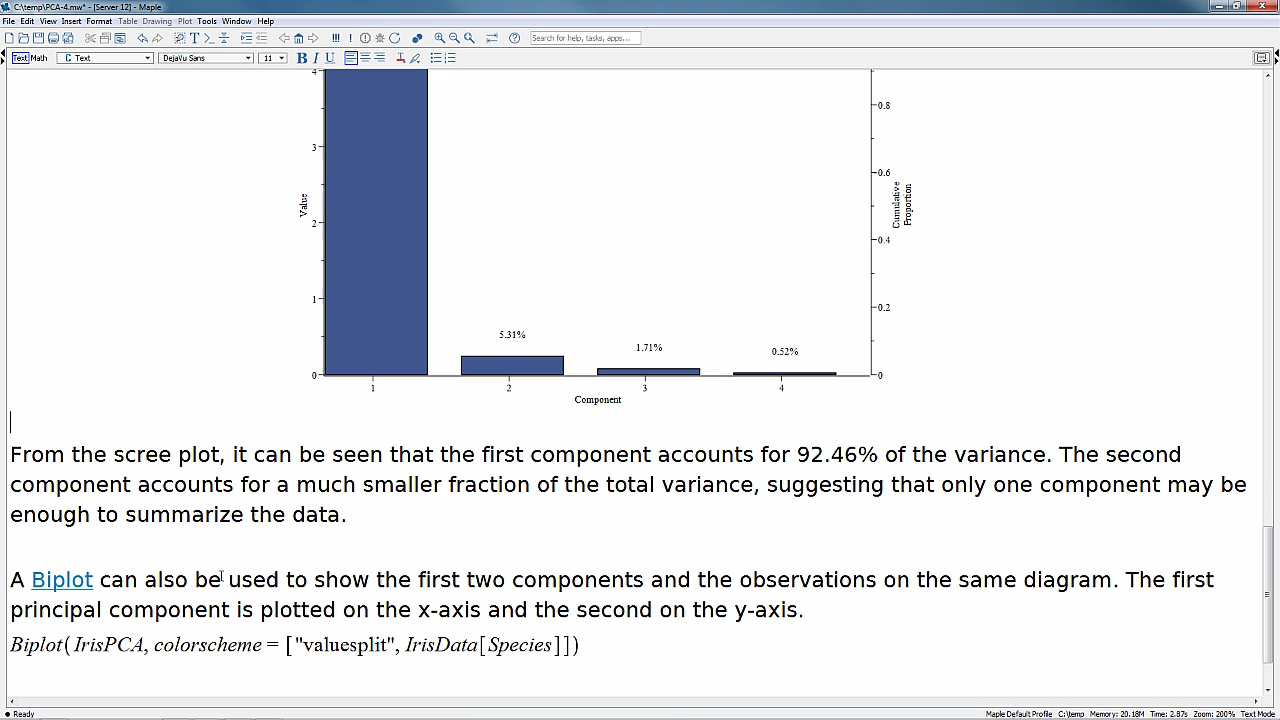 C:\temp\PCA-4.mw* - [Server 12] - Maple
File Edit View Insert Format Table Drawing Plot Tools Window Help
Search for help, tasks, apps...
Text Math C Text DejaVu Sans 11 B I U
4
3
2
1
0
Value
0.8
0.6
0.4
0.2
0
Cumulative
Proportion
5.31%
1.71%
0.52%
1 2 3 4
Component
From the scree plot, it can be seen that the first component accounts for 92.46% of the variance. The second
component accounts for a much smaller fraction of the total variance, suggesting that only one component may be
enough to summarize the data.
A Biplot can also be used to show the first two components and the observations on the same diagram. The first
principal component is plotted on the x-axis and the second on the y-axis.
Biplot(IrisPCA, colorscheme = ["valuesplit", IrisData[Species]])
Ready Maple Default Profile C:\temp Memory: 20.18M Time: 2.87s Zoom: 200% Text Mode